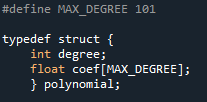 #define MAX_DEGREE 101
typedef struct {
    int degree;
    float coef[MAX_DEGREE];
    } polynomial;